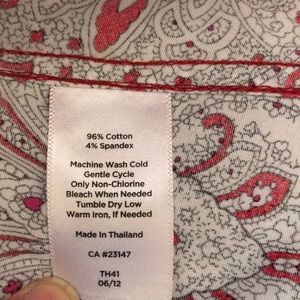 96% Cotton
4% Spandex
Machine Wash Cold
Gentle Cycle
Only Non-Chlorine
Bleach When Needed
Tumble Dry Low
Warm Iron, If Needed
Made In Thailand
CA #23147
TH41
06/12